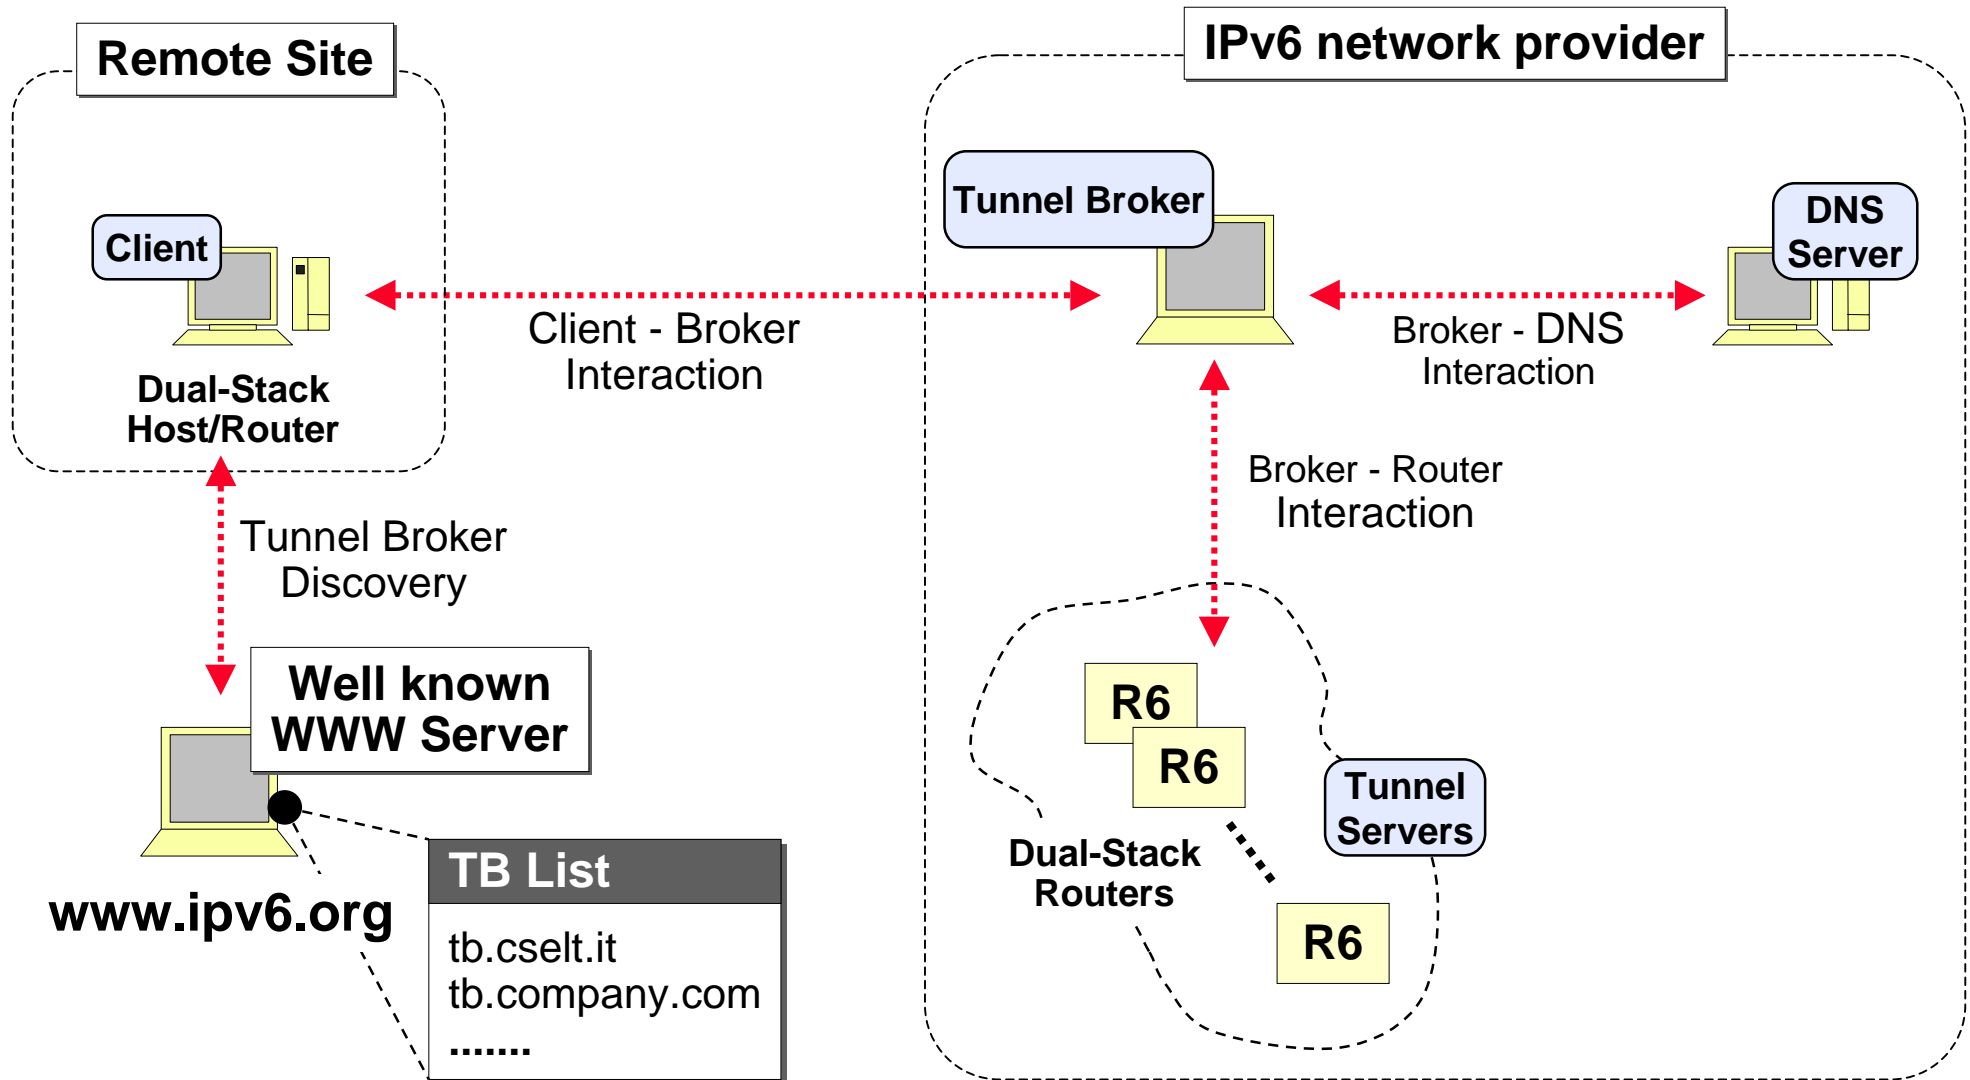 Remote Site
IPv6 network provider
Tunnel Broker
DNS
Server
Client
Client - Broker
Interaction
Broker - DNS
Interaction
Dual-Stack
Host/Router
Broker - Router
Interaction
Tunnel Broker
Discovery
Well known
WWW Server
R6
R6
Tunnel
Servers
Dual-Stack
Routers
R6
www.ipv6.org
TB List
tb.cselt.it
tb.company.com
.......